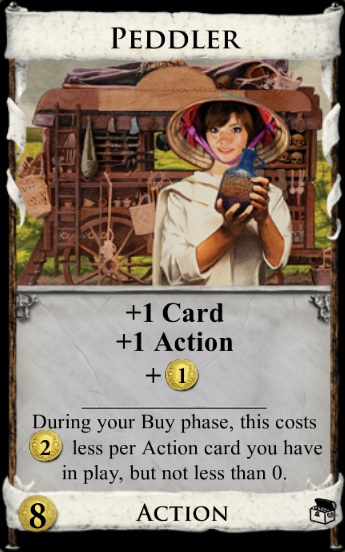 PEDDLER
+1 Card
+1 Action
+ 1
During your Buy phase, this costs
2 less per Action card you have
in play, but not less than 0.
8 ACTION